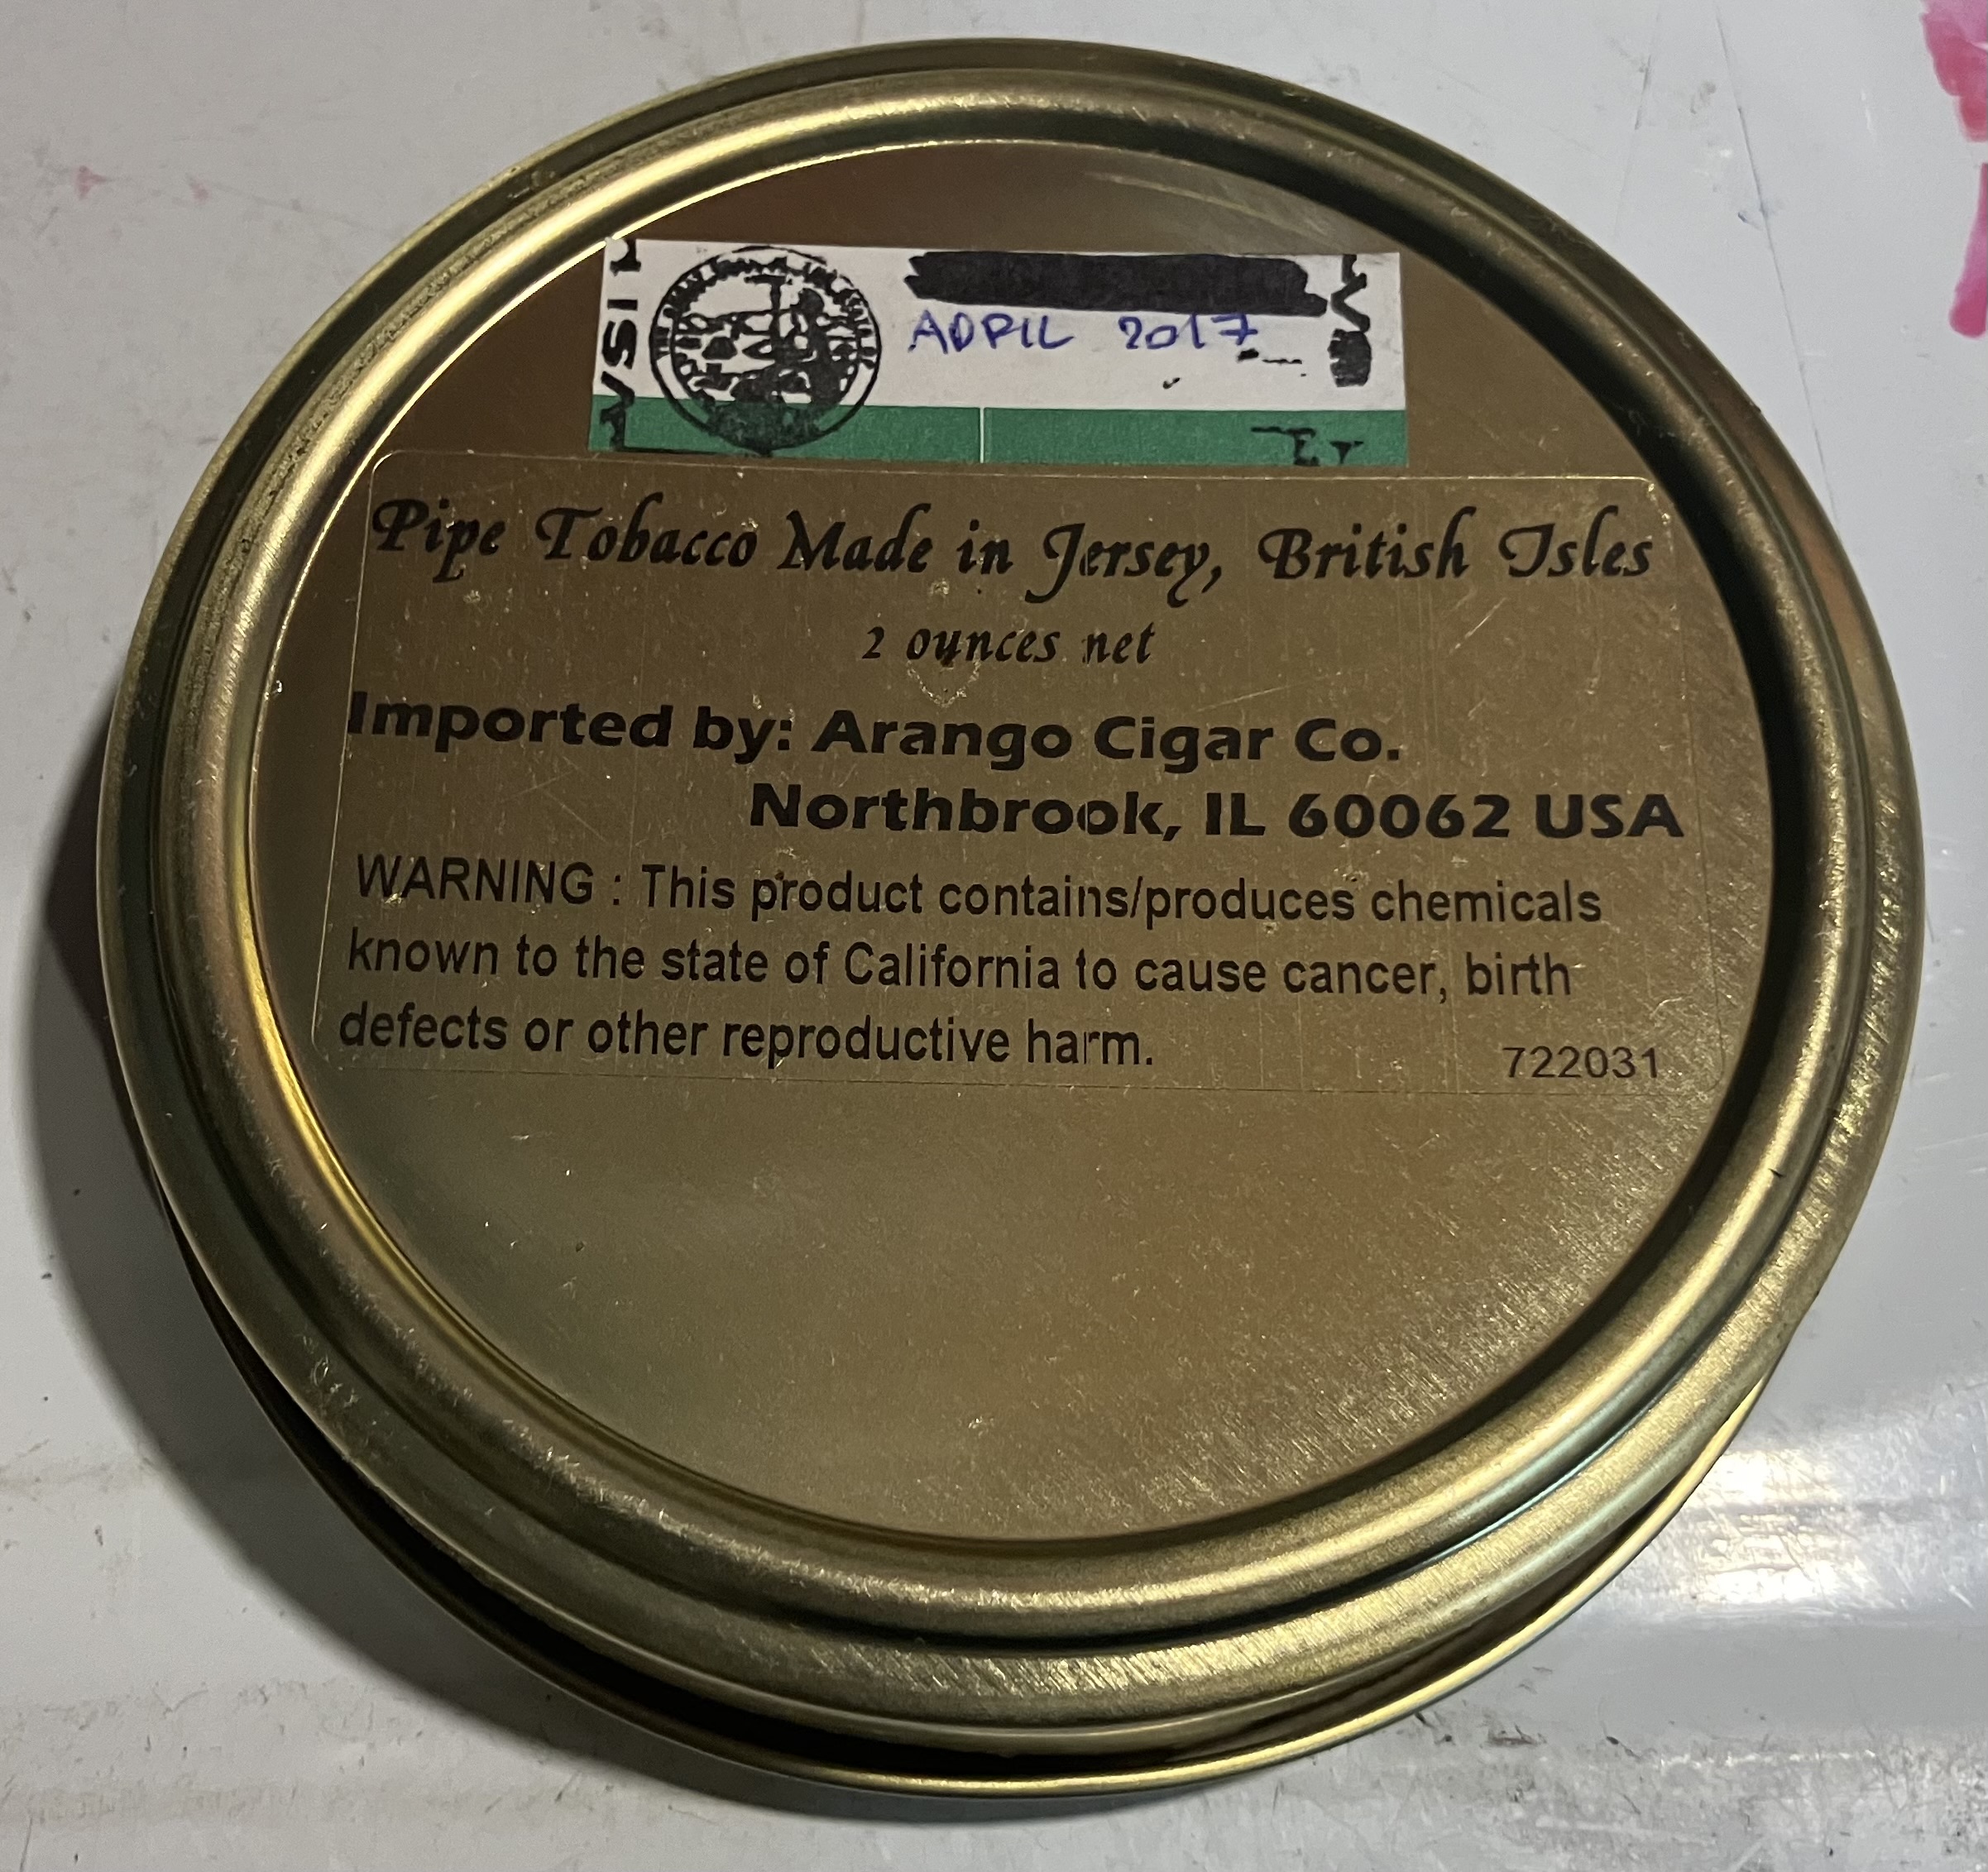 APRIL 2017
Pipe Tobacco Made in Jersey, British Isles
2 ounces net
Imported by: Arango Cigar Co.
Northbrook, IL 60062 USA
WARNING : This product contains/produces chemicals
known to the state of California to cause cancer, birth
defects or other reproductive harm.
722031